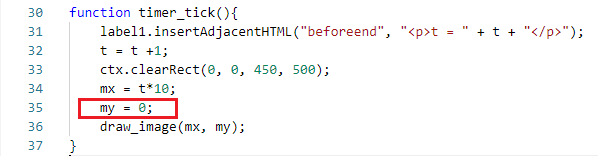 30 function timer_tick(){
31 label1.insertAdjacentHTML("beforeend", "<p>t = " + t + "</p>");
32 t = t +1;
33 ctx.clearRect(0, 0, 450, 500);
34 mx = t*10;
35 my = 0;
36 draw_image(mx, my);
37 }